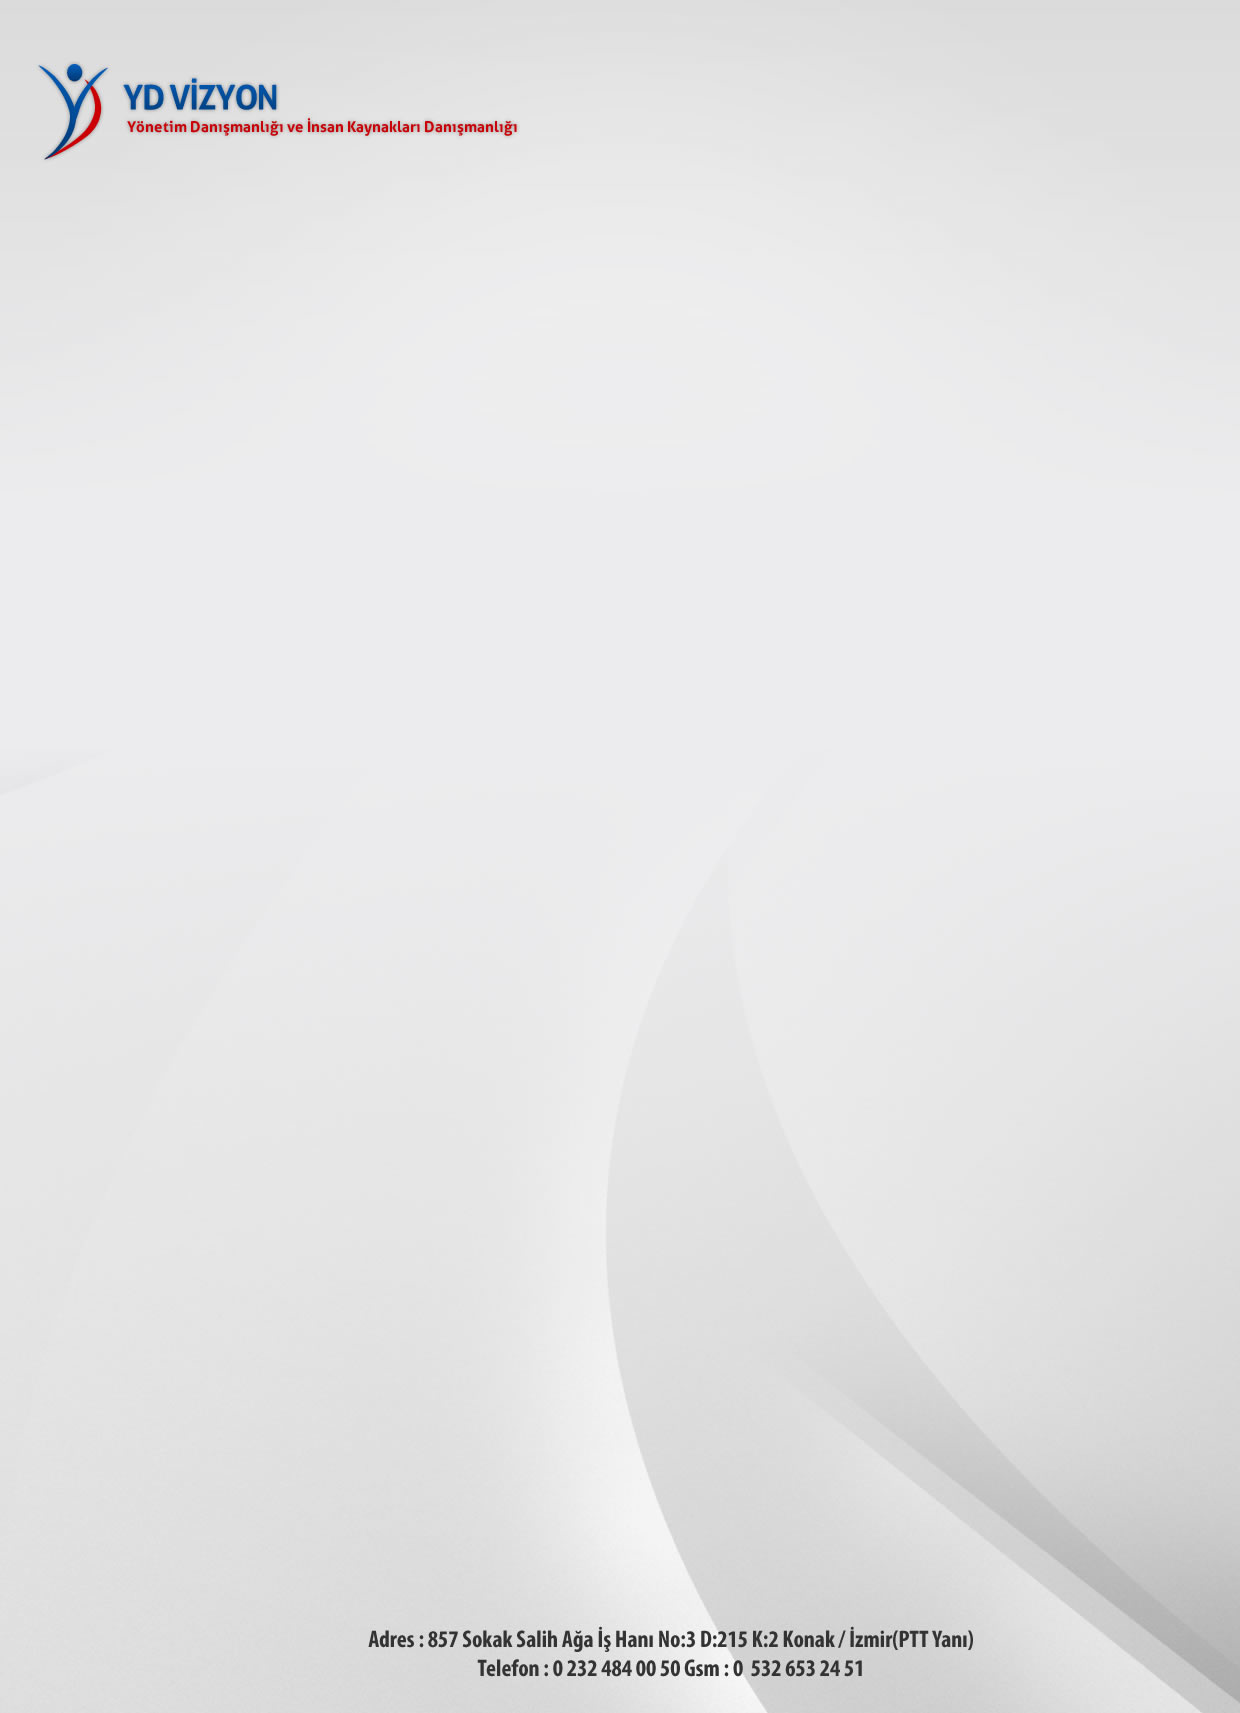 YD VİZYON
Yönetim Danışmanlığı ve İnsan Kaynakları Danışmanlığı
Adres : 857 Sokak Salih Ağa İş Hanı No:3 D:215 K:2 Konak / İzmir(PTT Yanı)
Telefon : 0 232 484 00 50 Gsm : 0  532 653 24 51